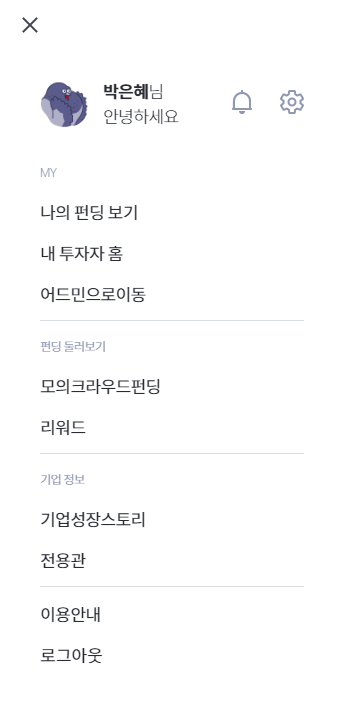 박은혜님
안녕하세요
MY
나의 펀딩 보기
내 투자자 홈
어드민으로이동
펀딩 둘러보기
모의크라우드펀딩
리워드
기업 정보
기업성장스토리
전용관
이용안내
로그아웃